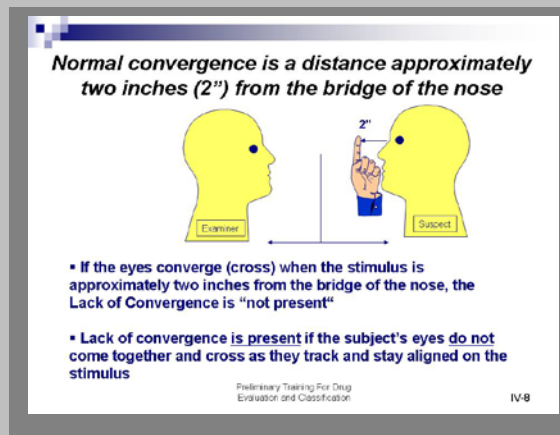 Normal convergence is a distance approximately
two inches (2”) from the bridge of the nose
2"
Examiner
Suspect
▪ If the eyes converge (cross) when the stimulus is
approximately two inches from the bridge of the nose, the
Lack of Convergence is “not present“
▪ Lack of convergence is present if the subject’s eyes do not
come together and cross as they track and stay aligned on the
stimulus
Preliminary Training For Drug
Evaluation and Classification
IV-8